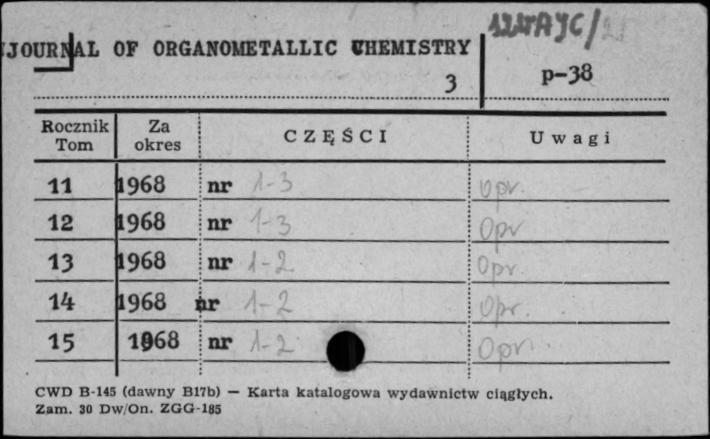 JOURNAL OF ORGANOMETALLIC CHEMISTRY
3
p-38
Rocznik Tom | Za okres | CZĘŚCI | Uwagi
11 | 1968 | nr 1-3 | opr.
12 | 1968 | nr 1-3 | Opr
13 | 1968 | nr 1-2 | Opr
14 | 1968 | nr 1-2 | Opr.
15 | 1968 | nr 1-2 | Opr
CWD B-145 (dawny B17b) — Karta katalogowa wydawnictw ciągłych.
Zam. 30 Dw/On. ZGG-185